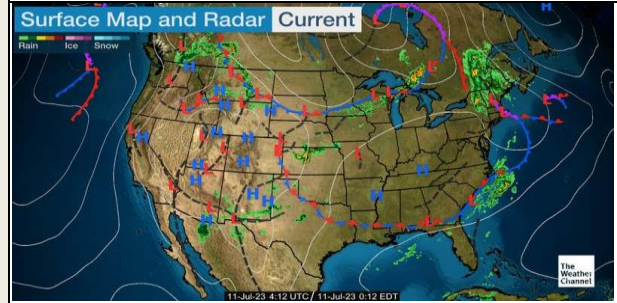 Surface Map and Radar Current
Rain Ice Snow
The
Weather
Channel
11-Jul-23 4:12 UTC / 11-Jul-23 0:12 EDT